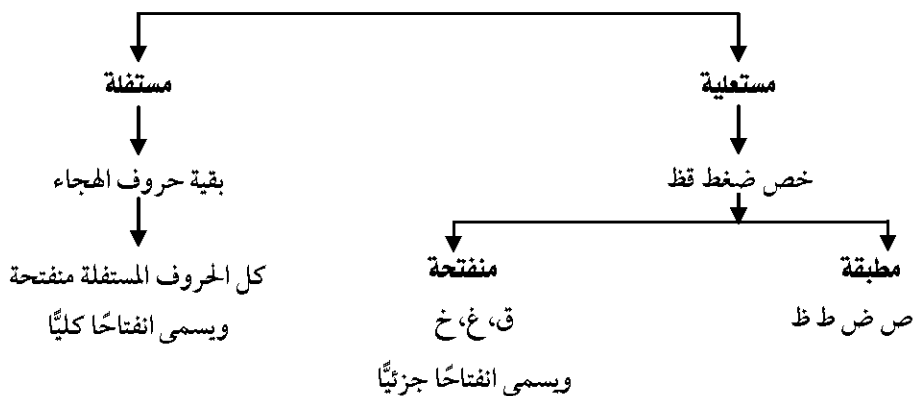 مستعلية
مستفلة
خص ضغط قظ
بقية حروف الهجاء
مطبقة
منفتحة
كل الحروف المستفلة منفتحة
ص ض ط ظ
ق، غ، خ
ويسمى انفتاحًا كليًّا
ويسمى انفتاحًا جزئيًّا